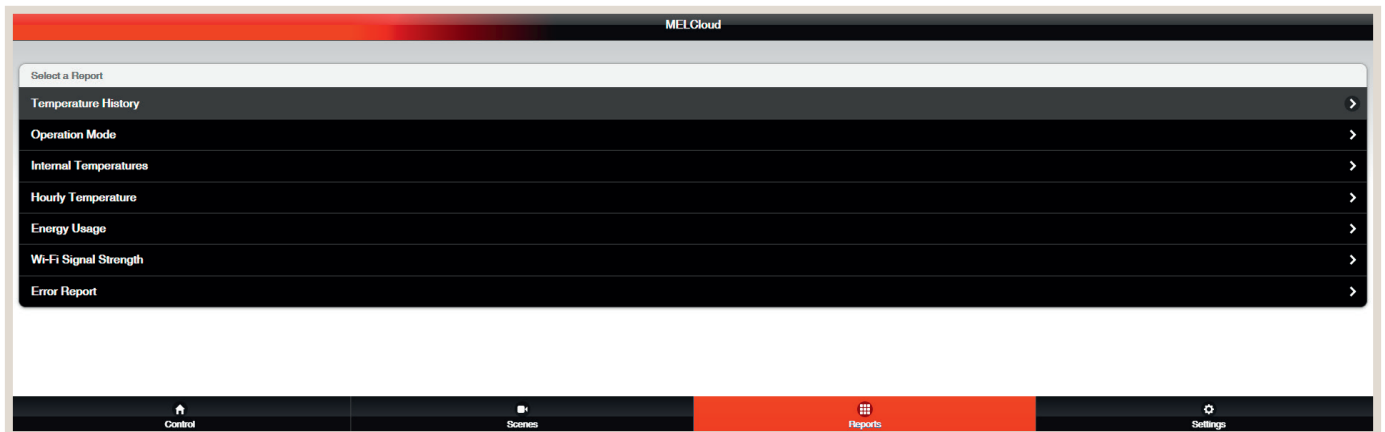 MELCloud
Select a Report
Temperature History
Operation Mode
Internal Temperatures
Hourly Temperature
Energy Usage
Wi-Fi Signal Strength
Error Report
Control Scenes Reports Settings